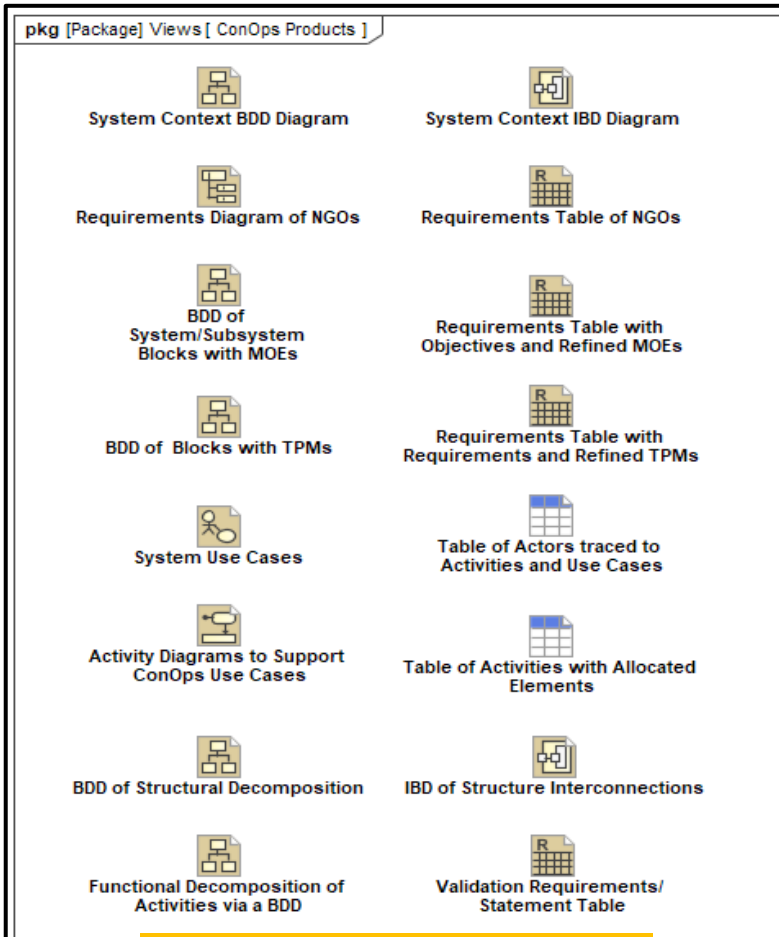 pkg [Package] Views [ ConOps Products ]
System Context BDD Diagram
System Context IBD Diagram
Requirements Diagram of NGOs
R
Requirements Table of NGOs
BDD of
System/Subsystem
Blocks with MOEs
R
Requirements Table with
Objectives and Refined MOEs
BDD of Blocks with TPMs
R
Requirements Table with
Requirements and Refined TPMs
System Use Cases
Table of Actors traced to
Activities and Use Cases
Activity Diagrams to Support
ConOps Use Cases
Table of Activities with Allocated
Elements
BDD of Structural Decomposition
IBD of Structure Interconnections
Functional Decomposition of
Activities via a BDD
R
Validation Requirements/
Statement Table